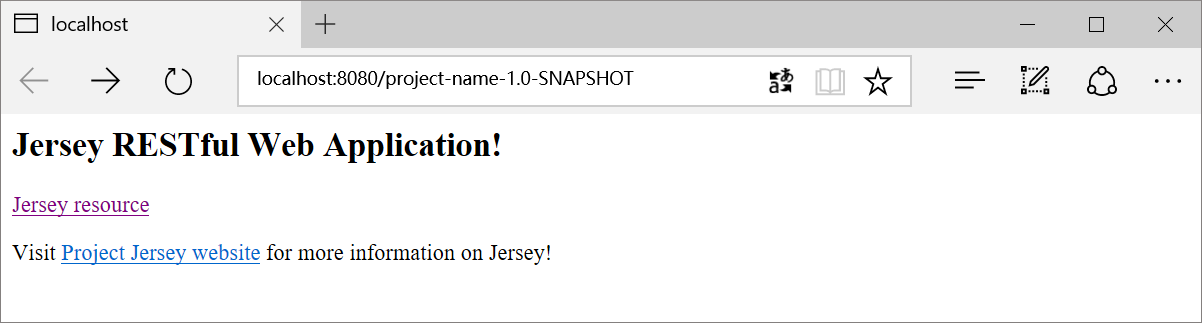 localhost
localhost:8080/project-name-1.0-SNAPSHOT
Jersey RESTful Web Application!
Jersey resource
Visit Project Jersey website for more information on Jersey!